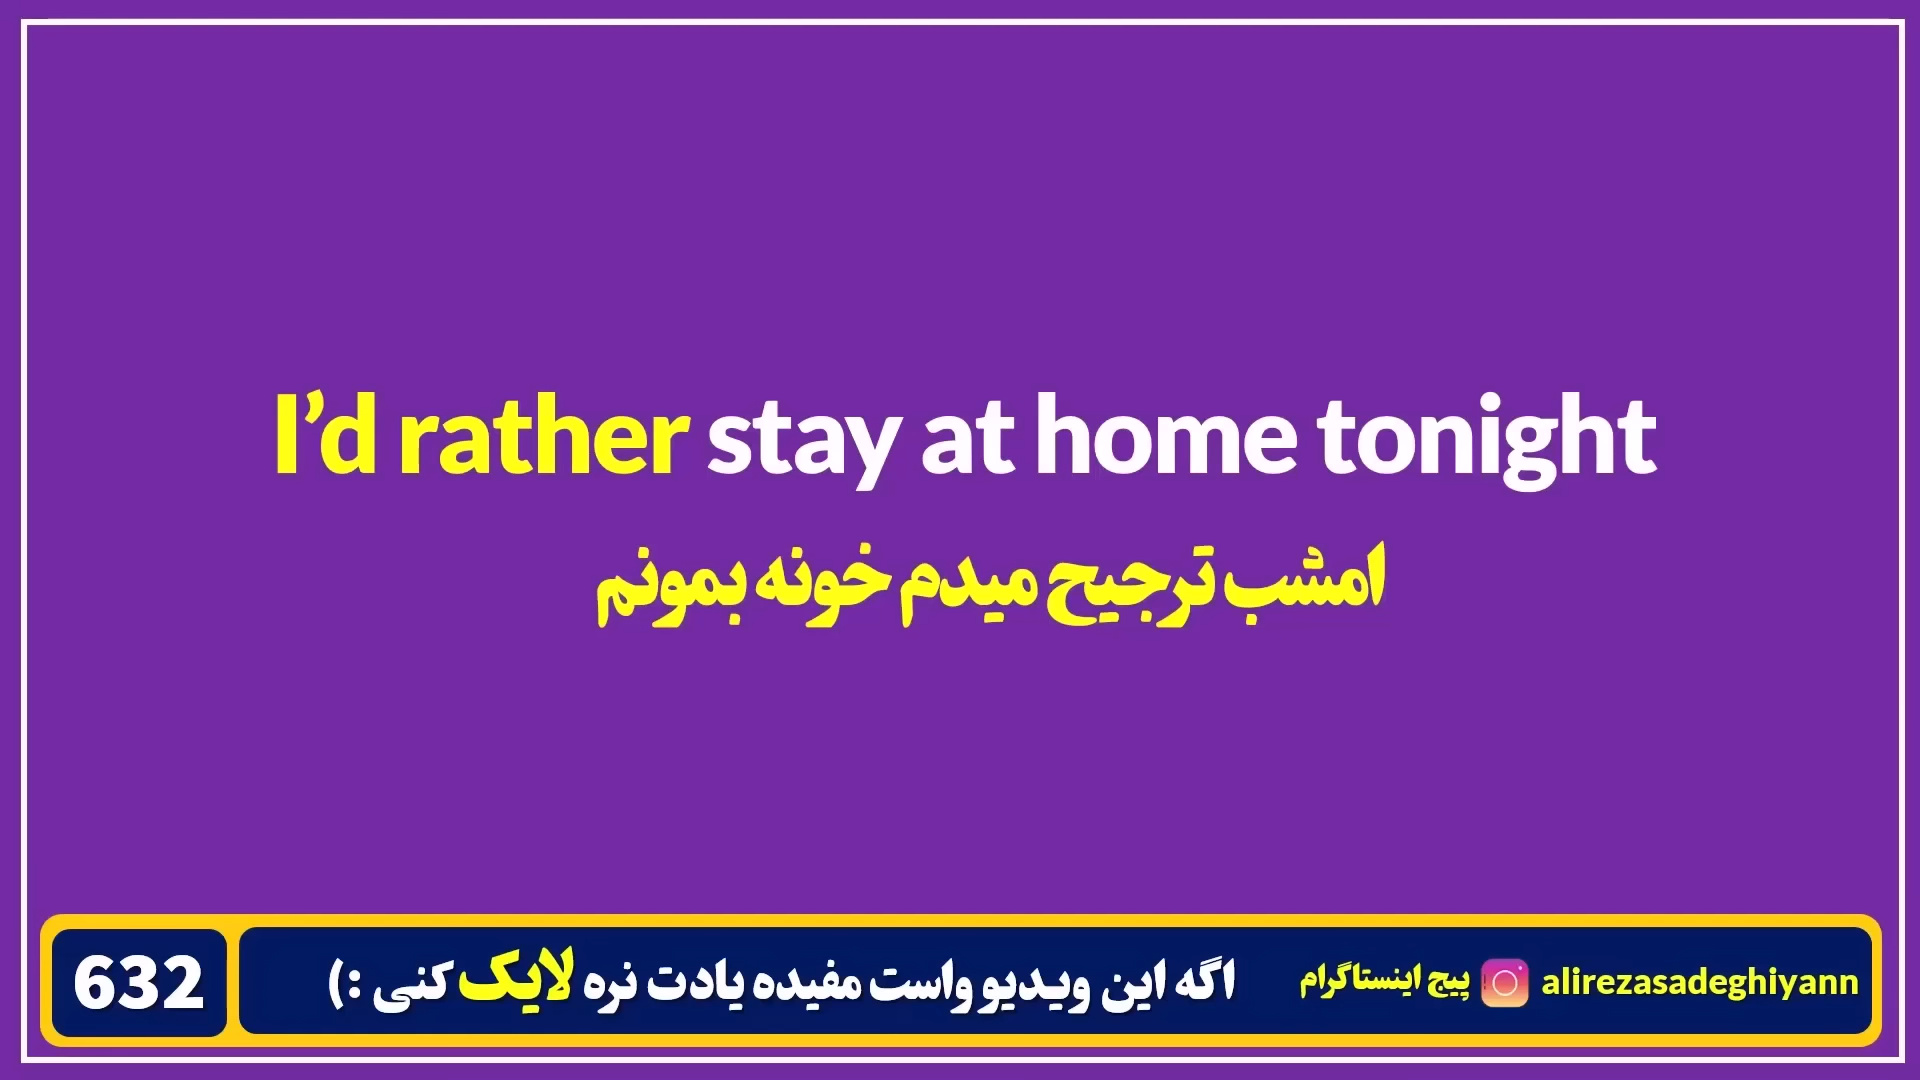 I’d rather stay at home tonight
امشب ترجیح میدم خونه بمونم
632
اگه این ویدیو واست مفیده یادت نره لایک کنی :)
پیج اینستاگرام alirezasadeghiyann